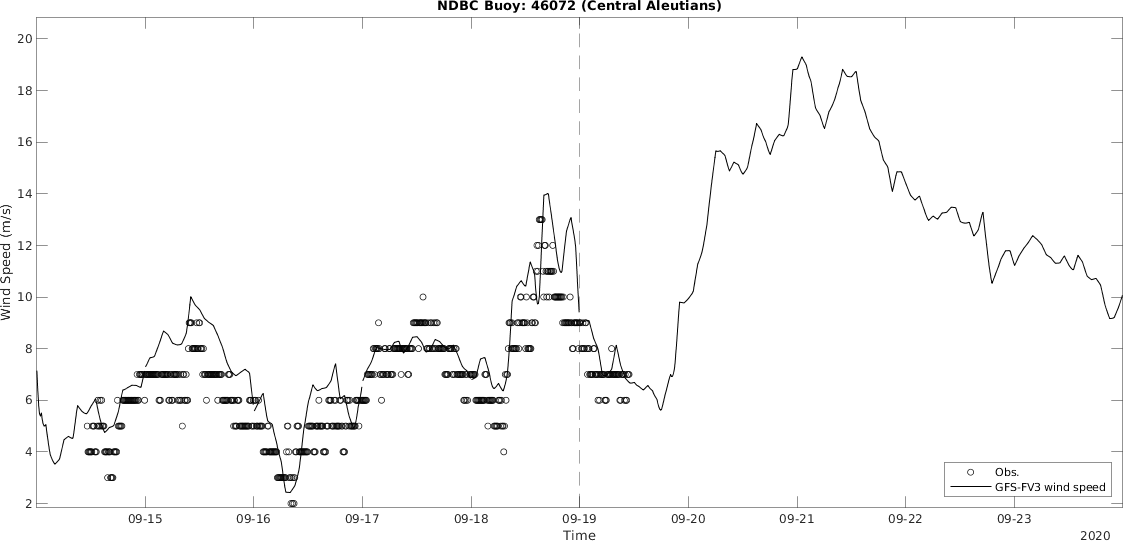 NDBC Buoy: 46072 (Central Aleutians)
20
18
16
14
12
10
8
6
4
2
Wind Speed (m/s)
09-15 09-16 09-17 09-18 09-19 09-20 09-21 09-22 09-23
Time
2020
Obs.
GFS-FV3 wind speed